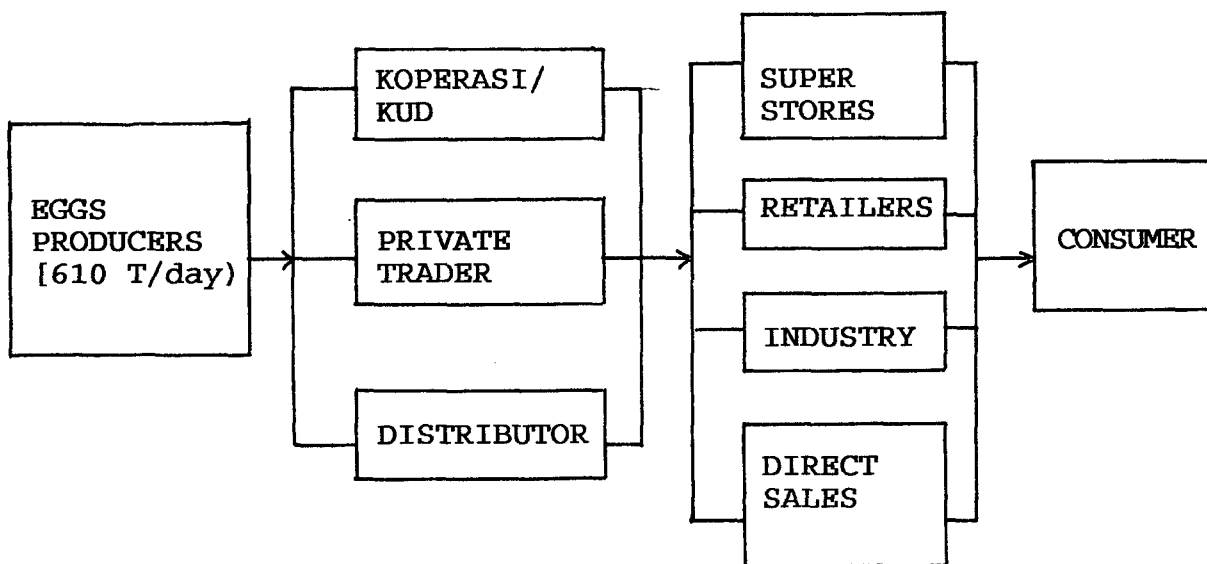 EGGS
PRODUCERS
[610 T/day)
KOPERASI/
KUD
PRIVATE
TRADER
DISTRIBUTOR
SUPER
STORES
RETAILERS
INDUSTRY
DIRECT
SALES
CONSUMER